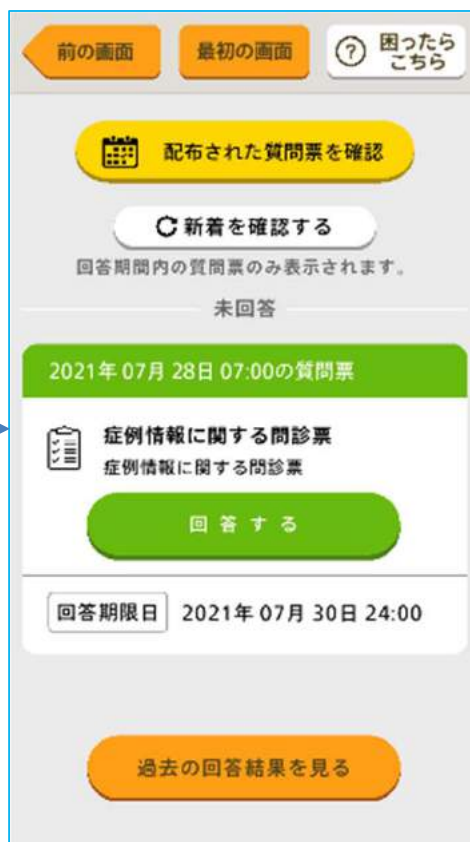 前の画面
最初の画面
? 困ったら
こちら
配布された質問票を確認
新着を確認する
回答期間内の質問票のみ表示されます。
未回答
2021年 07月 28日 07:00の質問票
症例情報に関する問診票
症例情報に関する問診票
回答する
回答期限日 2021年 07月 30日 24:00
過去の回答結果を見る